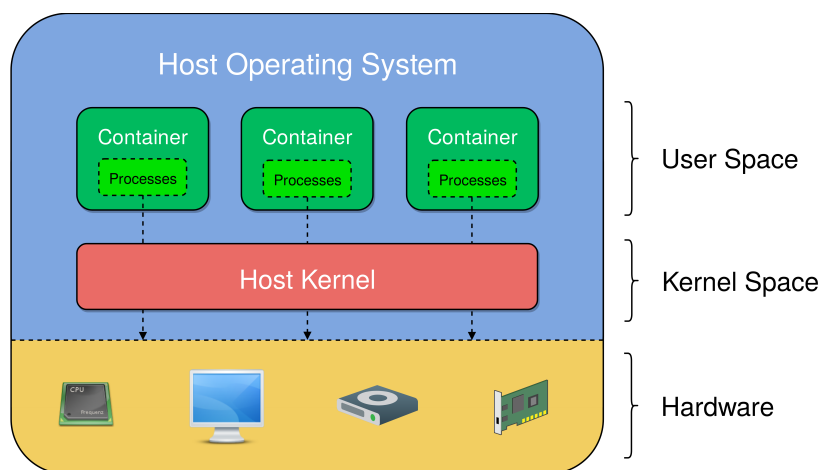 Host Operating System
Container Container Container
Processes Processes Processes
User Space
Host Kernel
Kernel Space
CPU
Hardware